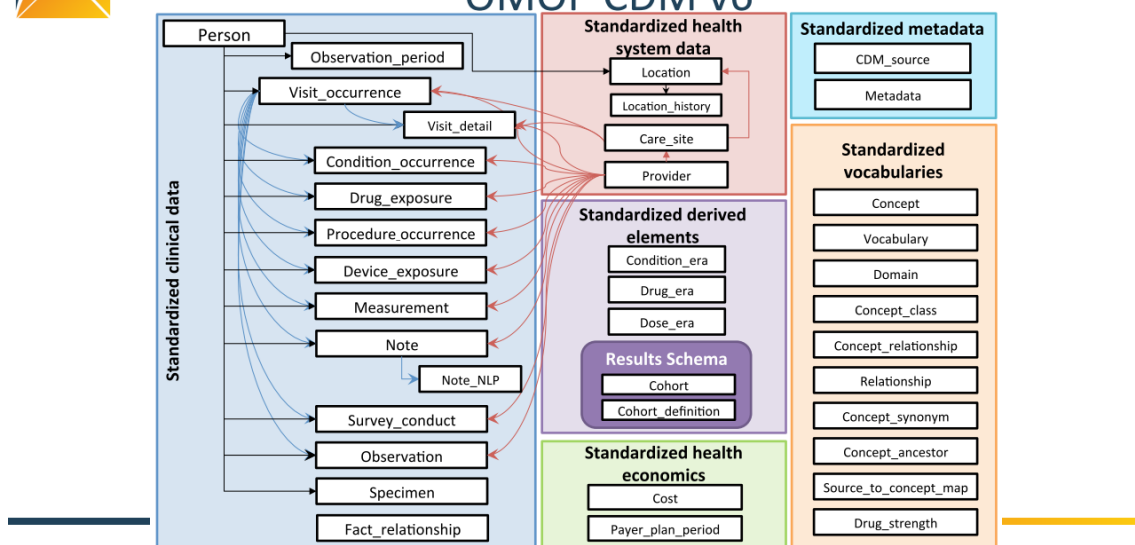 OMOP CDM v6
Person
Observation_period
Visit_occurrence
Visit_detail
Condition_occurrence
Drug_exposure
Procedure_occurrence
Device_exposure
Measurement
Note
Note_NLP
Survey_conduct
Observation
Specimen
Fact_relationship
Standardized clinical data
Standardized health
system data
Location
Location_history
Care_site
Provider
Standardized derived
elements
Condition_era
Drug_era
Dose_era
Results Schema
Cohort
Cohort_definition
Standardized health
economics
Cost
Payer_plan_period
Standardized metadata
CDM_source
Metadata
Standardized
vocabularies
Concept
Vocabulary
Domain
Concept_class
Concept_relationship
Relationship
Concept_synonym
Concept_ancestor
Source_to_concept_map
Drug_strength